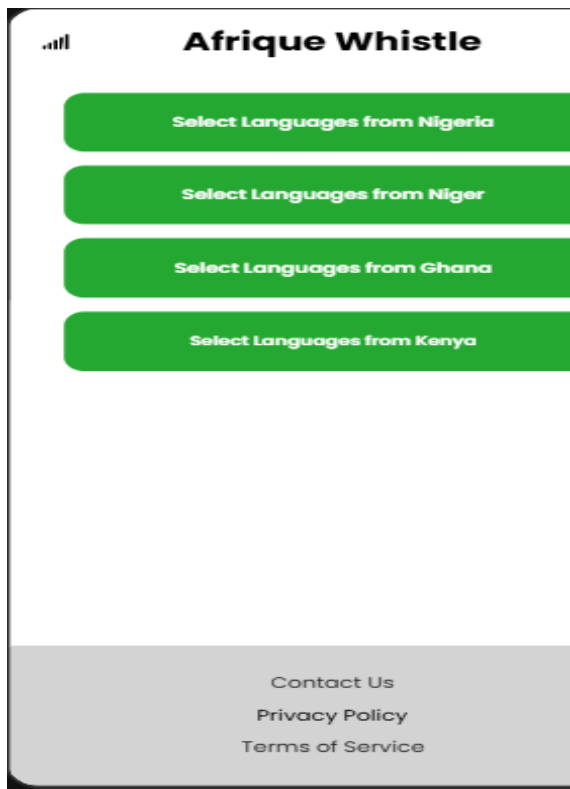 Afrique Whistle
Select Languages from Nigeria
Select Languages from Niger
Select Languages from Ghana
Select Languages from Kenya
Contact Us
Privacy Policy
Terms of Service